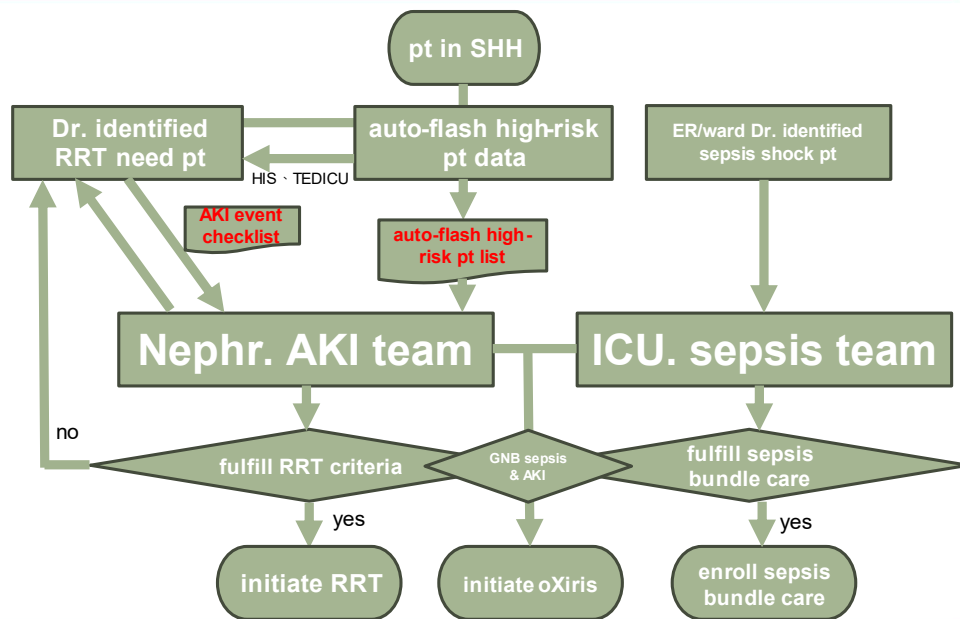 pt in SHH
Dr. identified
RRT need pt
auto-flash high-risk
pt data
ER/ward Dr. identified
sepsis shock pt
HIS、TEDICU
AKI event
checklist
auto-flash high-
risk pt list
Nephr. AKI team
ICU. sepsis team
no
fulfill RRT criteria
GNB sepsis
& AKI
fulfill sepsis
bundle care
yes
yes
initiate RRT
initiate oXiris
enroll sepsis
bundle care